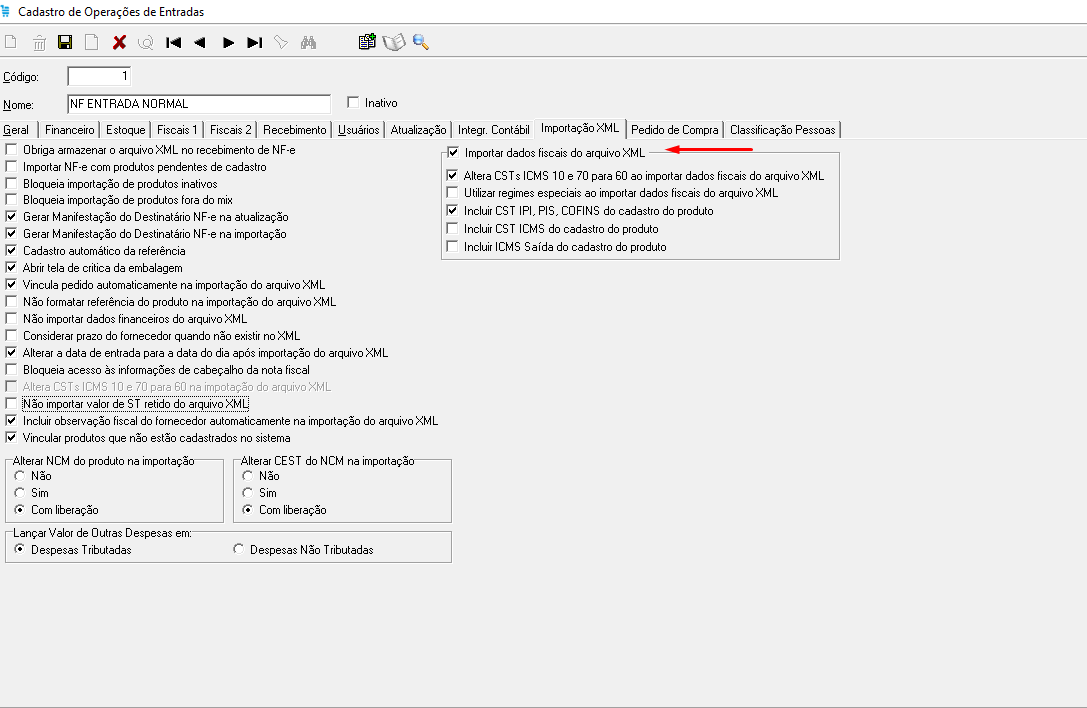 Cadastro de Operações de Entradas
Código: 1
Nome: NF ENTRADA NORMAL Inativo
Geral Financeiro Estoque Fiscais 1 Fiscais 2 Recebimento Usuários Atualização Integr. Contábil Importação XML Pedido de Compra Classificação Pessoas
Obriga armazenar o arquivo XML no recebimento de NF-e
Importar NF-e com produtos pendentes de cadastro
Bloqueia importação de produtos inativos
Bloqueia importação de produtos fora do mix
Gerar Manifestação do Destinatário NF-e na atualização
Gerar Manifestação do Destinatário NF-e na importação
Cadastro automático da referência
Abrir tela de critica da embalagem
Vincula pedido automaticamente na importação do arquivo XML
Não formatar referência do produto na importação do arquivo XML
Não importar dados financeiros do arquivo XML
Considerar prazo do fornecedor quando não existir no XML
Alterar a data de entrada para a data do dia após importação do arquivo XML
Bloqueia acesso às informações de cabeçalho da nota fiscal
Altera CSTs ICMS 10 e 70 para 60 na impotação do arquivo XML
Não importar valor de ST retido do arquivo XML
Incluir observação fiscal do fornecedor automaticamente na importação do arquivo XML
Vincular produtos que não estão cadastrados no sistema
Importar dados fiscais do arquivo XML
Altera CSTs ICMS 10 e 70 para 60 ao importar dados fiscais do arquivo XML
Utilizar regimes especiais ao importar dados fiscais do arquivo XML
Incluir CST IPI, PIS, COFINS do cadastro do produto
Incluir CST ICMS do cadastro do produto
Incluir ICMS Saída do cadastro do produto
Alterar NCM do produto na importação
Não
Sim
Com liberação
Alterar CEST do NCM na importação
Não
Sim
Com liberação
Lançar Valor de Outras Despesas em:
Despesas Tributadas Despesas Não Tributadas